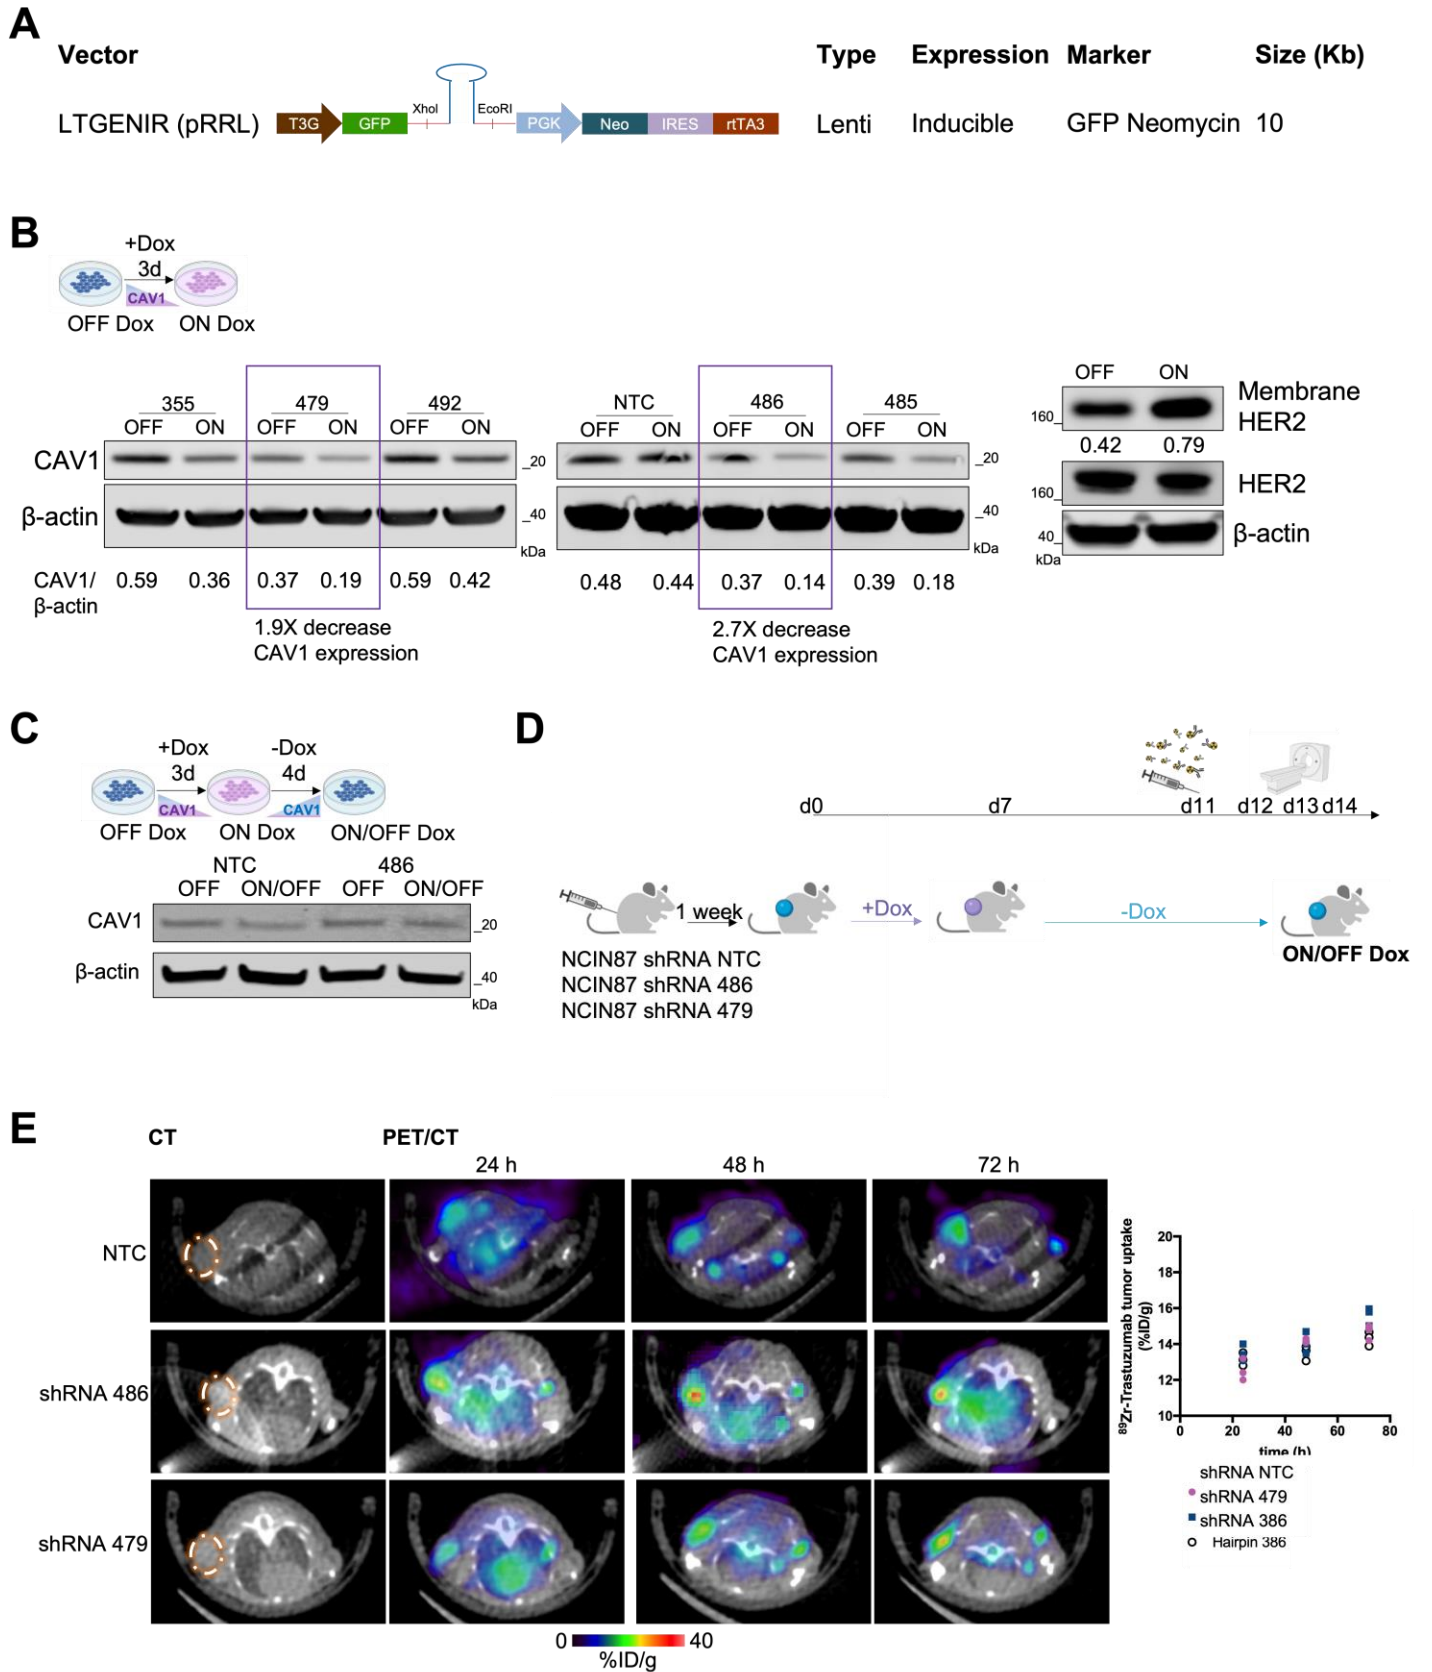 A
Vector Type Expression Marker Size (Kb)
LTGENIR (pRRL) T3G GFP XhoI EcoRI PGK Neo IRES rtTA3 Lenti Inducible GFP Neomycin 10
B
+Dox
3d
CAV1
OFF Dox ON Dox
355 479 492
OFF ON OFF ON OFF ON
CAV1 _20
β-actin _40
kDa
CAV1/
β-actin
0.59 0.36 0.37 0.19 0.59 0.42
1.9X decrease
CAV1 expression
NTC 486 485
OFF ON OFF ON OFF ON
_20
_40
kDa
0.48 0.44 0.37 0.14 0.39 0.18
2.7X decrease
CAV1 expression
OFF ON
160_ Membrane
HER2
0.42 0.79
160_ HER2
40_ β-actin
kDa
C
+Dox -Dox
3d 4d
CAV1 CAV1
OFF Dox ON Dox ON/OFF Dox
NTC 486
OFF ON/OFF OFF ON/OFF
CAV1 _20
β-actin _40
kDa
D
d0 d7 d11 d12 d13 d14
1 week +Dox -Dox
ON/OFF Dox
NCIN87 shRNA NTC
NCIN87 shRNA 486
NCIN87 shRNA 479
E
CT PET/CT
24 h 48 h 72 h
NTC
shRNA 486
shRNA 479
0 40
%ID/g
89Zr-Trastuzumab tumor uptake
(%ID/g)
20
18
16
14
12
10
0 20 40 60 80
time (h)
shRNA NTC
shRNA 479
shRNA 386
Hairpin 386